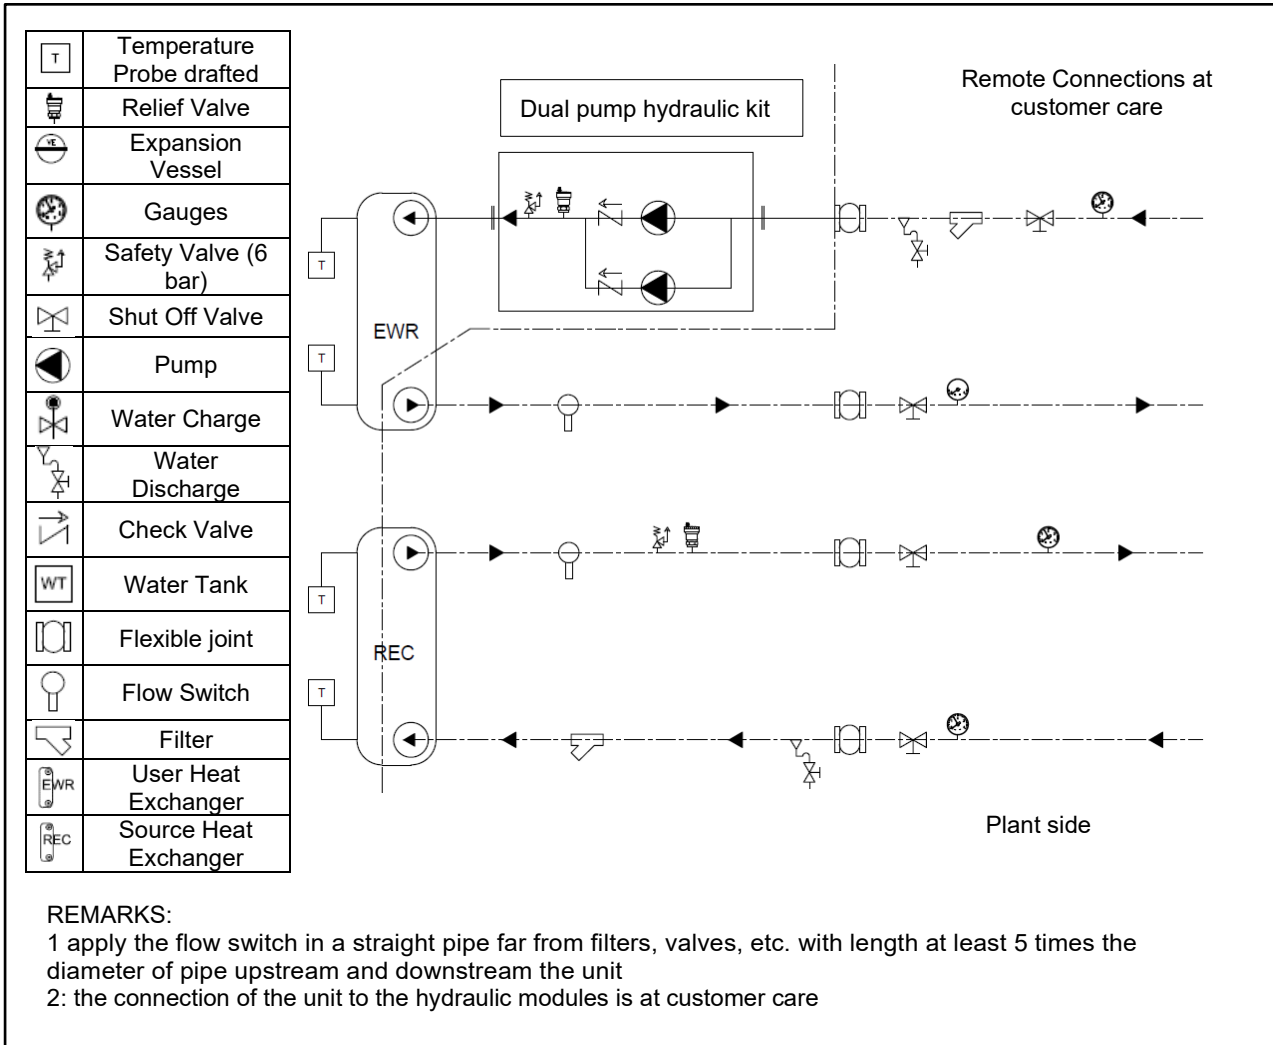 T
Temperature
Probe drafted
Relief Valve
VE
Expansion
Vessel
Gauges
Safety Valve (6
bar)
Shut Off Valve
Pump
Water Charge
Water
Discharge
Check Valve
WT
Water Tank
Flexible joint
Flow Switch
Filter
EWR
User Heat
Exchanger
REC
Source Heat
Exchanger
Dual pump hydraulic kit
Remote Connections at
customer care
T
EWR
T
T
REC
T
Plant side
REMARKS:
1 apply the flow switch in a straight pipe far from filters, valves, etc. with length at least 5 times the
diameter of pipe upstream and downstream the unit
2: the connection of the unit to the hydraulic modules is at customer care